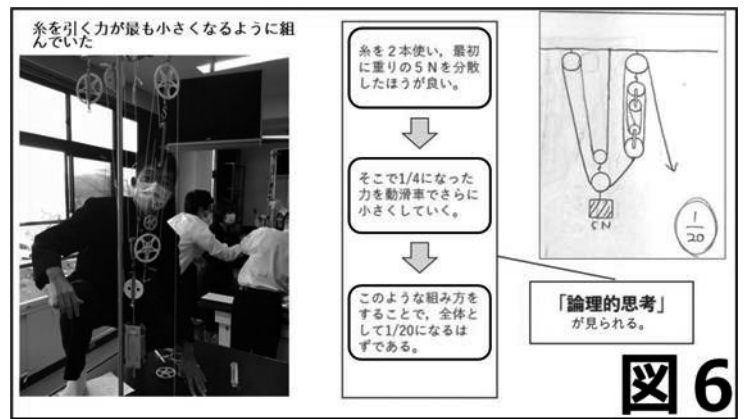 糸を引く力が最も小さくなるように組
んでいた
糸を２本使い，最初
に重りの５Ｎを分散
したほうが良い。
そこで1/4になった
力を動滑車でさらに
小さくしていく。
このような組み方を
することで，全体と
して1/20になるは
ずである。
5N
1
20
「論理的思考」
が見られる。
図6